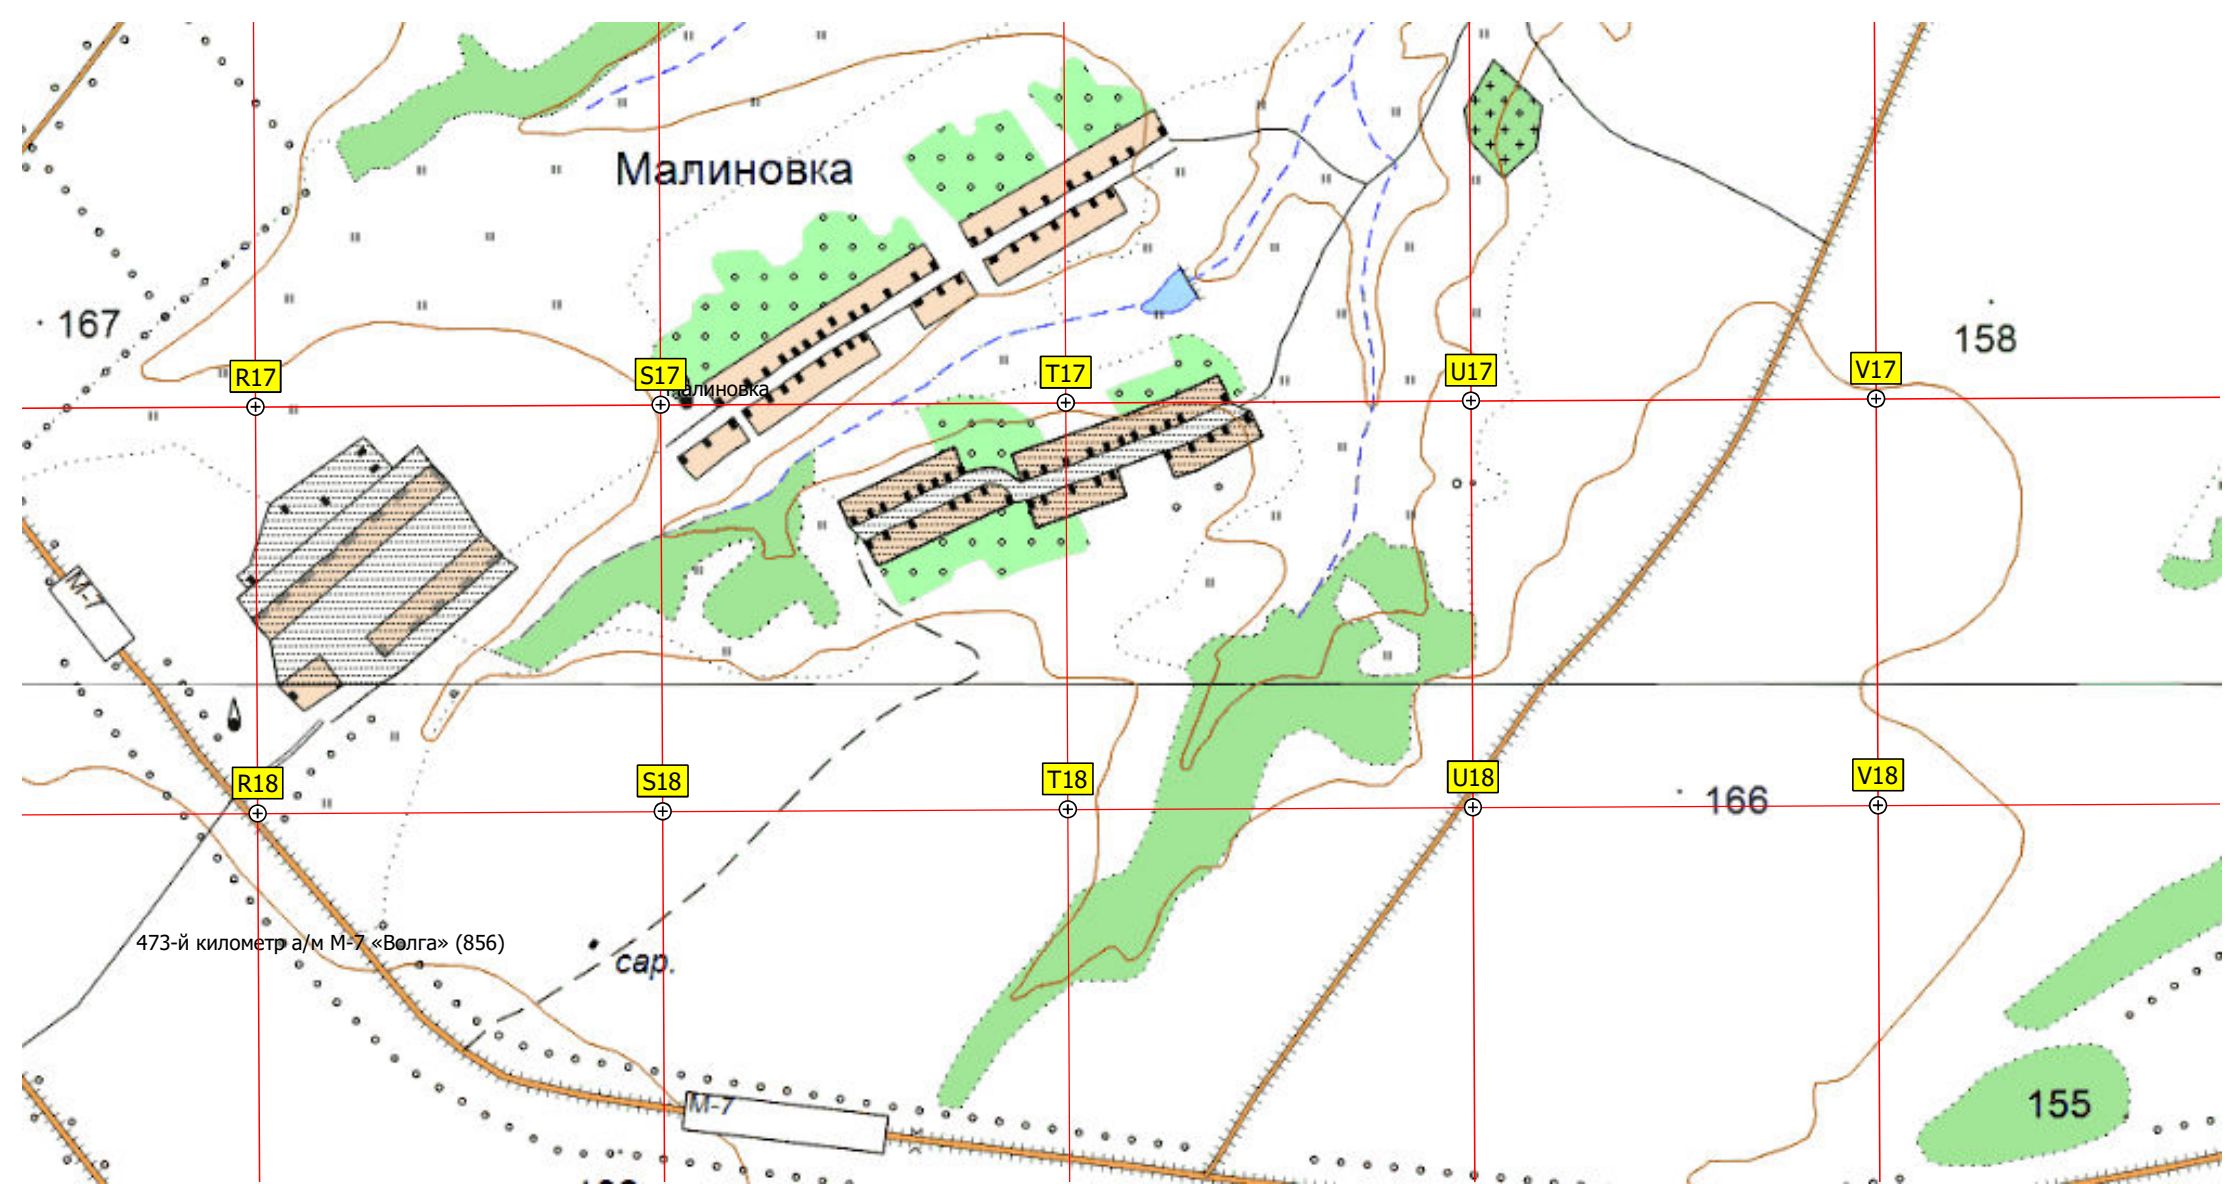 Малиновка
167
158
R17
S17
T17
U17
V17
Малиновка
М-7
R18
S18
T18
U18
V18
166
473-й километр а/м М-7 «Волга» (856)
сар.
М-7
155